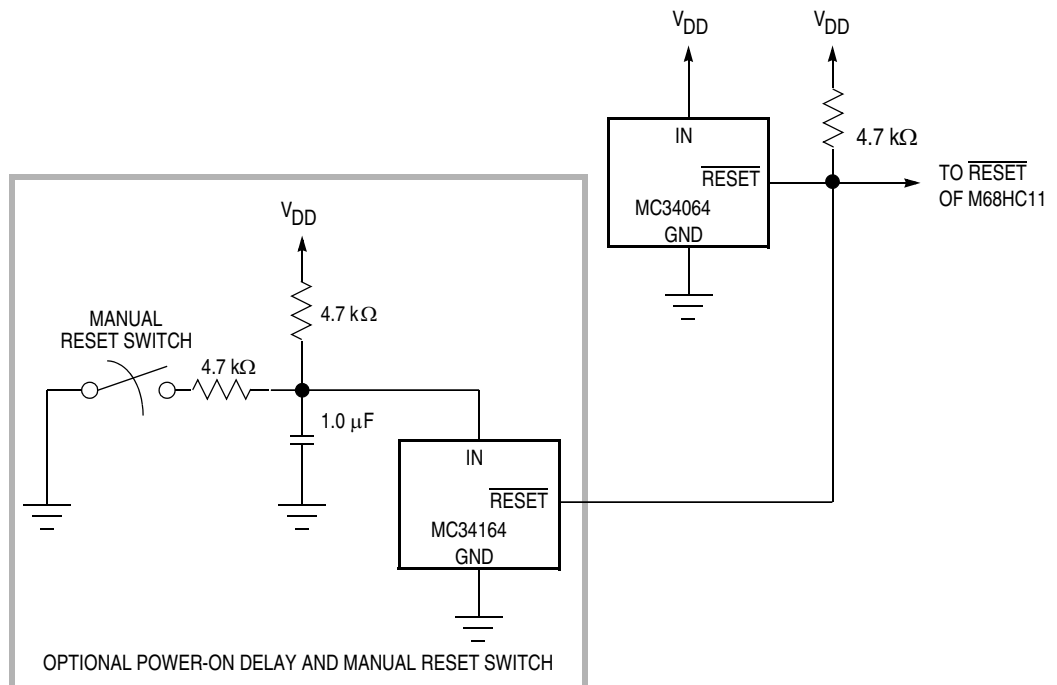 VDD
VDD
IN
4.7 kΩ
RESET
TO RESET
OF M68HC11
MC34064
GND
VDD
4.7 kΩ
MANUAL
RESET SWITCH
4.7 kΩ
1.0 µF
IN
RESET
MC34164
GND
OPTIONAL POWER-ON DELAY AND MANUAL RESET SWITCH